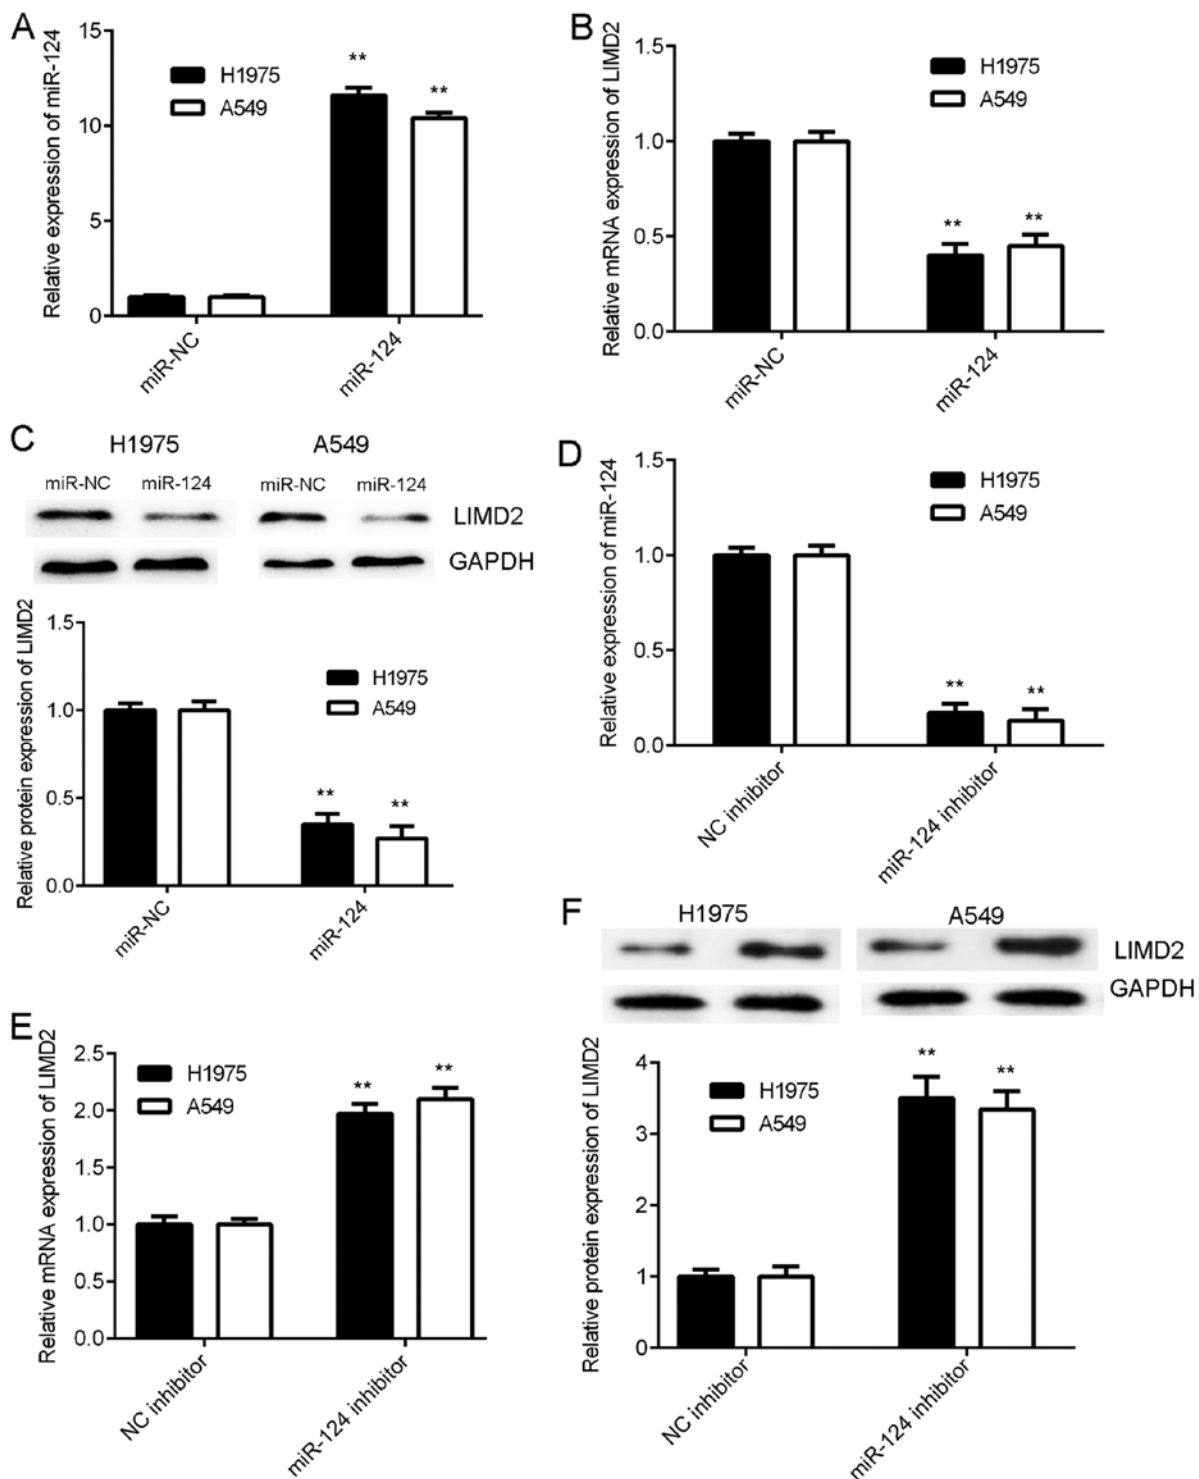 A
Relative expression of miR-124
15
10
5
0
H1975
A549
**
**
miR-NC
miR-124
B
Relative mRNA expression of LIMD2
1.5
1.0
0.5
0.0
H1975
A549
**
**
miR-NC
miR-124
C
H1975
A549
miR-NC
miR-124
miR-NC
miR-124
LIMD2
GAPDH
Relative protein expression of LIMD2
1.5
1.0
0.5
0.0
H1975
A549
**
**
miR-NC
miR-124
D
Relative expression of miR-124
1.5
1.0
0.5
0.0
H1975
A549
**
**
NC inhibitor
miR-124 inhibitor
E
Relative mRNA expression of LIMD2
2.5
2.0
1.5
1.0
0.5
0.0
H1975
A549
**
**
NC inhibitor
miR-124 inhibitor
F
H1975
A549
LIMD2
GAPDH
Relative protein expression of LIMD2
4
3
2
1
0
H1975
A549
**
**
NC inhibitor
miR-124 inhibitor